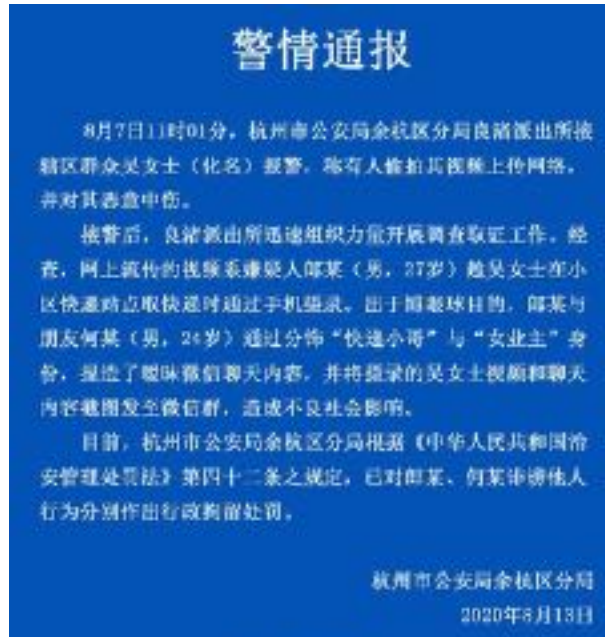 警情通报
8月7日11时01分，杭州市公安局余杭区分局良渚派出所接
辖区群众吴女士（化名）报警，称有人偷拍其视频上传网络，
并对其恶意中伤。
接警后，良渚派出所迅速组织力量开展调查取证工作。经
查，网上流传的视频系嫌疑人郎某（男，27岁）趁吴女士在小
区快递站点取快递时通过手机摄录。出于博眼球目的，郎某与
朋友何某（男，24岁）通过分饰“快递小哥”与“女业主”身
份，捏造了暧昧微信聊天内容，并将摄录的吴女士视频和聊天
内容截图发至微信群，造成不良社会影响。
目前，杭州市公安局余杭区分局根据《中华人民共和国治
安管理处罚法》第四十二条之规定，已对郎某、何某诽谤他人
行为分别作出行政拘留处罚。
杭州市公安局余杭区分局
2020年8月13日